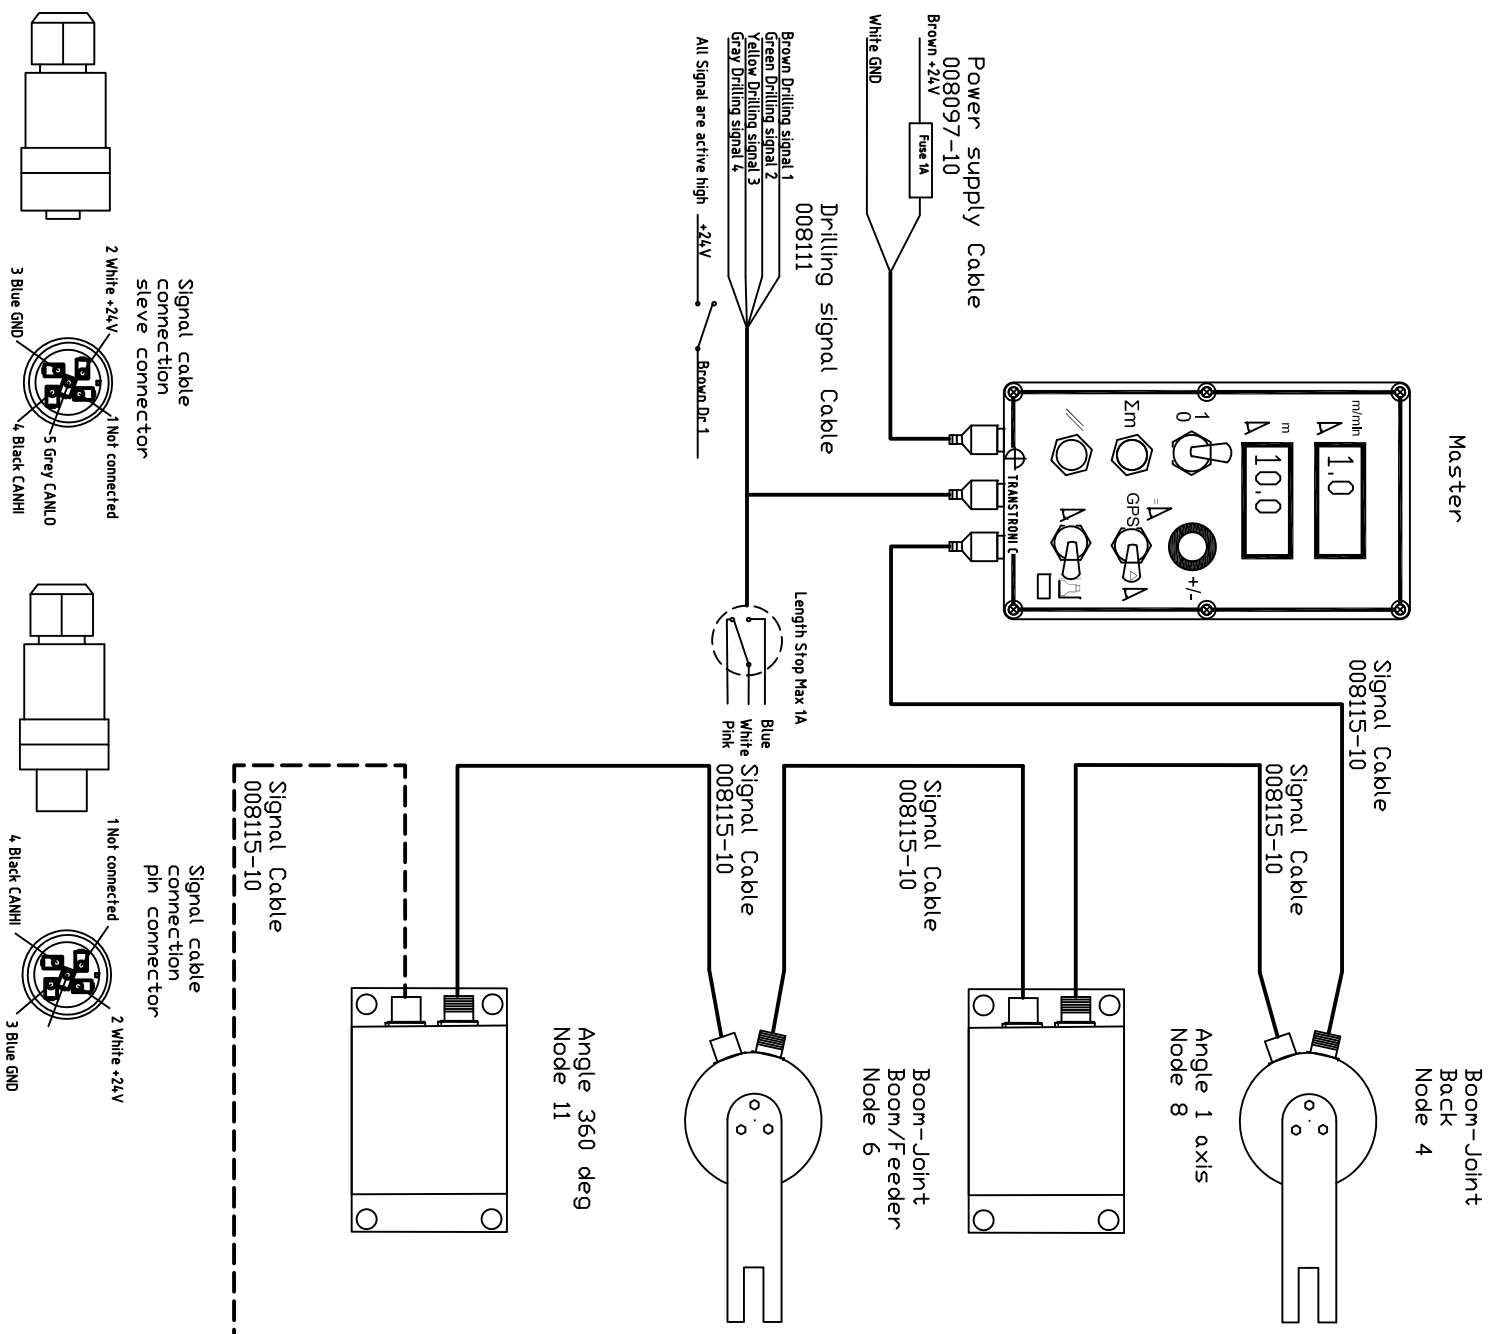 Master
m/min
1.0
m
10.0
1
0
Σm
+/-
=
GPS
TRANSTRONIC
Power supply Cable
008097-10
Brown +24V
Fuse 1A
White GND
Drilling signal Cable
008111
Brown Drilling signal 1
Green Drilling signal 2
Yellow Drilling signal 3
Gray Drilling signal 4
All Signal are active high
+24V
Brown Dr 1
Length Stop Max 1A
Blue
White
Pink
Signal Cable
008115-10
Signal Cable
008115-10
Signal Cable
008115-10
Signal Cable
008115-10
Signal Cable
008115-10
Boom-Joint
Back
Node 4
Angle 1 axis
Node 8
Boom-Joint
Boom/Feeder
Node 6
Angle 360 deg
Node 11
Signal cable
connection
sleve connector
2 White +24V
3 Blue GND
1 Not connected
5 Grey CANLO
4 Black CANHI
Signal cable
connection
pin connector
1 Not connected
4 Black CANHI
2 White +24V
3 Blue GND